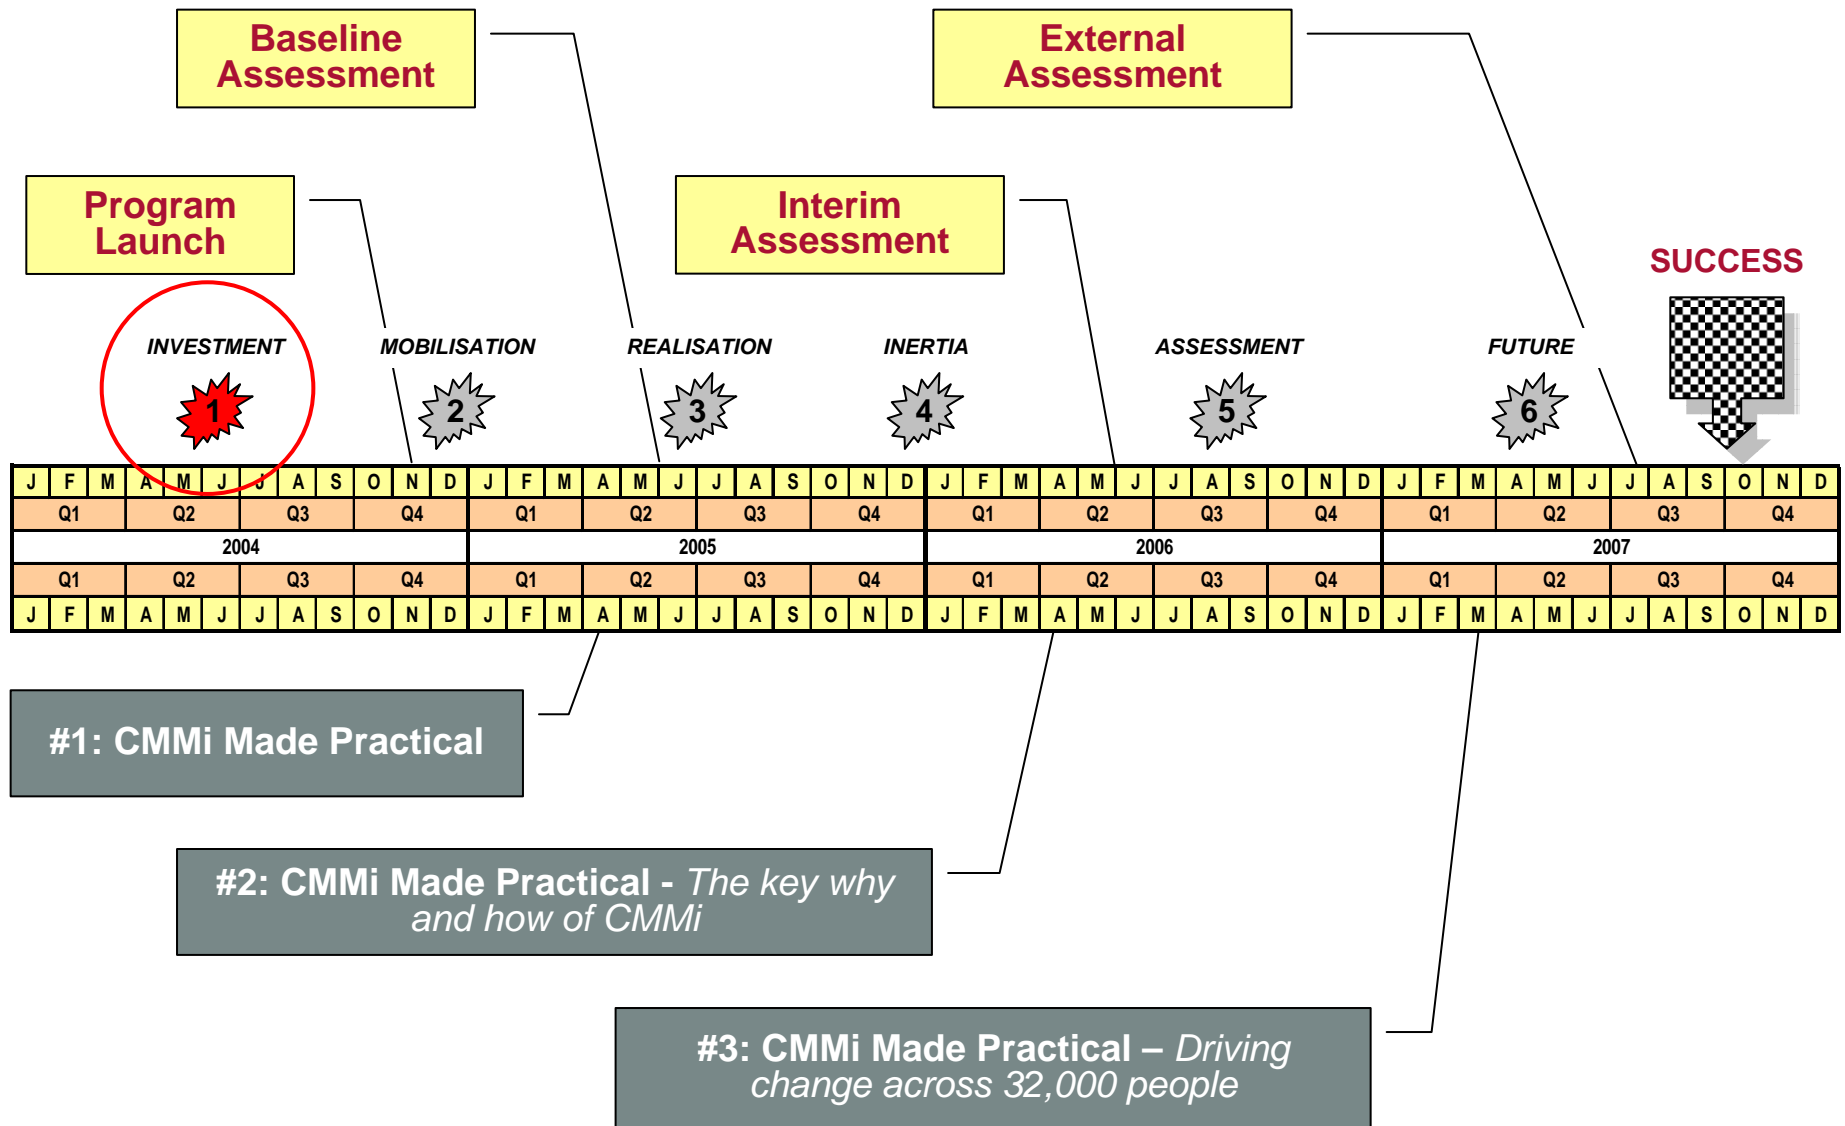 Baseline
Assessment
External
Assessment
Program
Launch
Interim
Assessment
SUCCESS
INVESTMENT MOBILISATION REALISATION INERTIA ASSESSMENT FUTURE
1 2 3 4 5 6
J F M A M J J A S O N D J F M A M J J A S O N D J F M A M J J A S O N D J F M A M J J A S O N D
Q1 Q2 Q3 Q4 Q1 Q2 Q3 Q4 Q1 Q2 Q3 Q4 Q1 Q2 Q3 Q4
2004 2005 2006 2007
Q1 Q2 Q3 Q4 Q1 Q2 Q3 Q4 Q1 Q2 Q3 Q4 Q1 Q2 Q3 Q4
J F M A M J J A S O N D J F M A M J J A S O N D J F M A M J J A S O N D J F M A M J J A S O N D
#1: CMMi Made Practical
#2: CMMi Made Practical - The key why
and how of CMMi
#3: CMMi Made Practical – Driving
change across 32,000 people